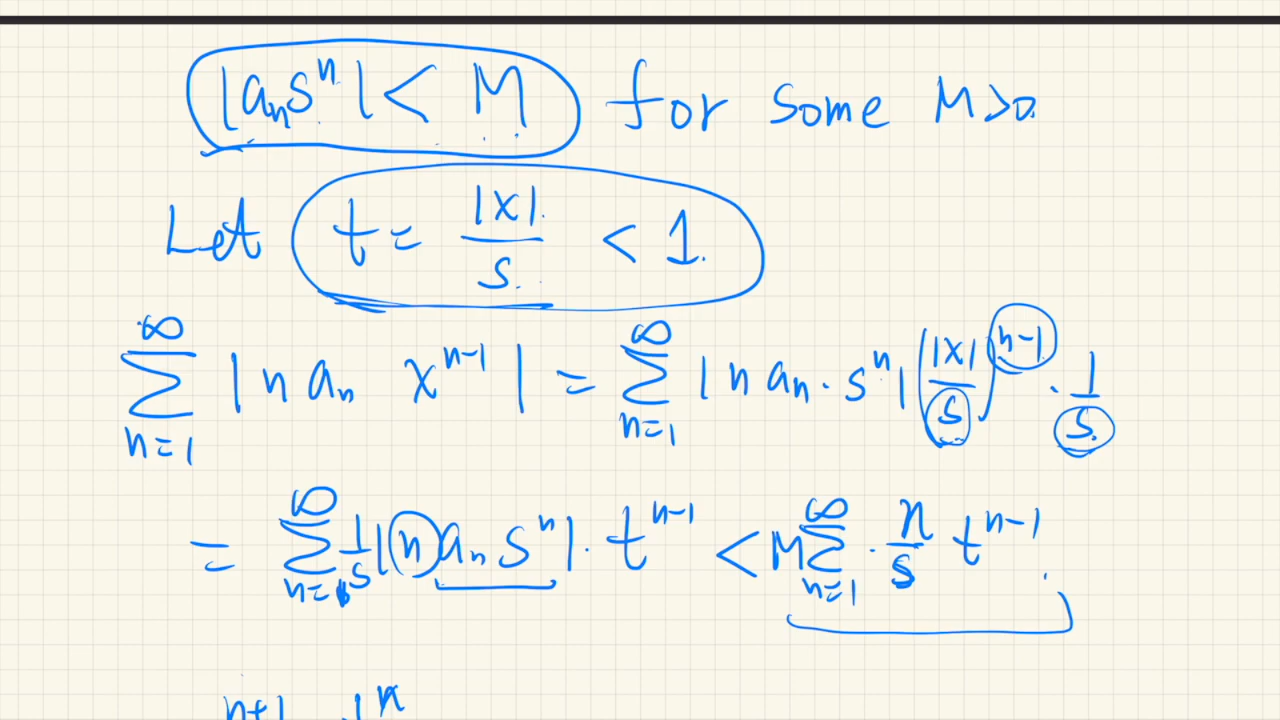 |aₙsⁿ| < M for some M>0.
Let t = |x|/s < 1.
∑_{n=1}^{∞} |n aₙ x^{n-1}| = ∑_{n=1}^{∞} |n aₙ · sⁿ| (|x|/s)^{n-1} · 1/s.
= ∑_{n=1}^{∞} 1/s |n aₙ sⁿ| · t^{n-1} < M ∑_{n=1}^{∞} · n/s t^{n-1}